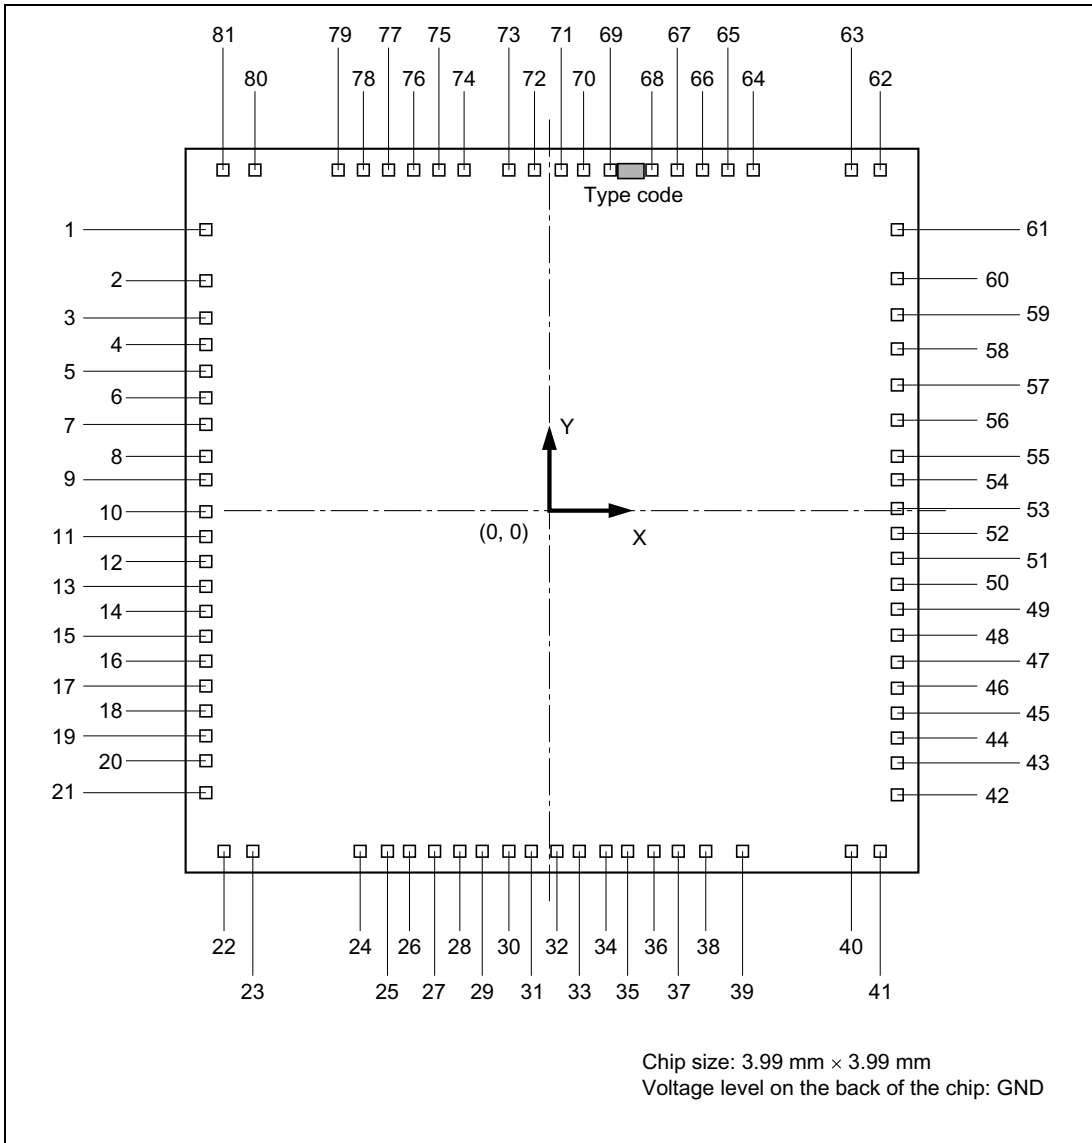 81 79 77 75 73 71 69 67 65 63
80 78 76 74 72 70 68 66 64 62
Type code
1 61
2 60
3 59
4 58
5 57
6 56
7 Y
8 55
9 54
10 53
(0, 0) X
11 52
12 51
13 50
14 49
15 48
16 47
17 46
18 45
19 44
20 43
21 42
22 24 26 28 30 32 34 36 38 40
23 25 27 29 31 33 35 37 39 41
Chip size: 3.99 mm × 3.99 mm
Voltage level on the back of the chip: GND